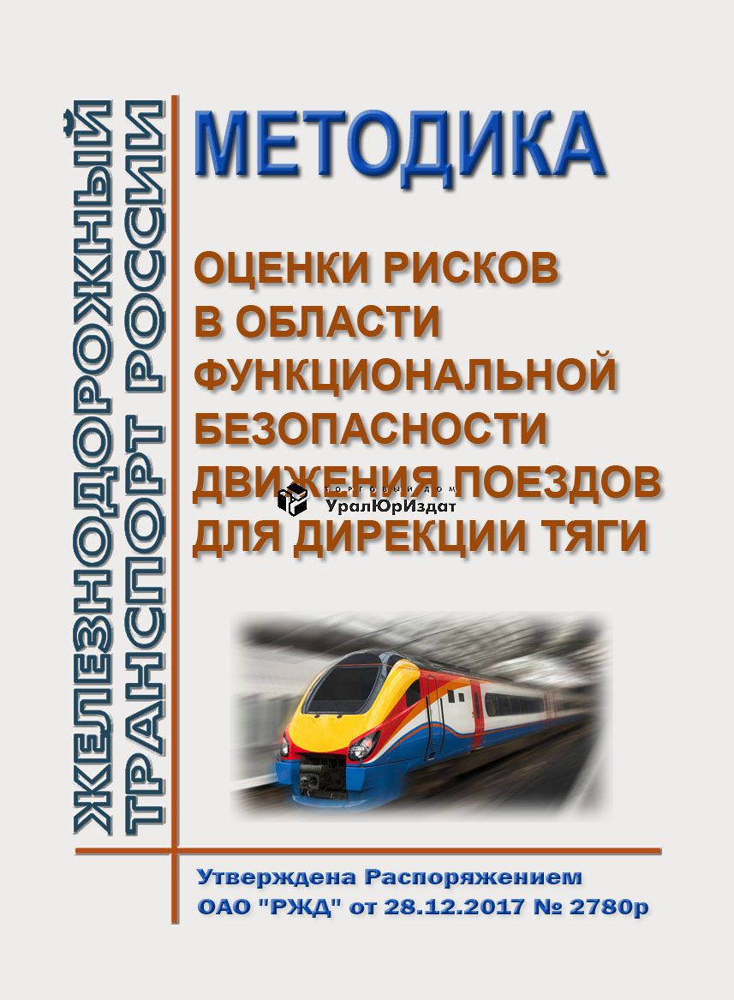 ЖЕЛЕЗНОДОРОЖНЫЙ
ТРАНСПОРТ РОССИИ
МЕТОДИКА
ОЦЕНКИ РИСКОВ
В ОБЛАСТИ
ФУНКЦИОНАЛЬНОЙ
БЕЗОПАСНОСТИ
ДВИЖЕНИЯ ПОЕЗДОВ
ТОРГОВЫЙ ДОМ
УралЮрИздат
ДЛЯ ДИРЕКЦИИ ТЯГИ
Утверждена Распоряжением
ОАО "РЖД" от 28.12.2017 № 2780р